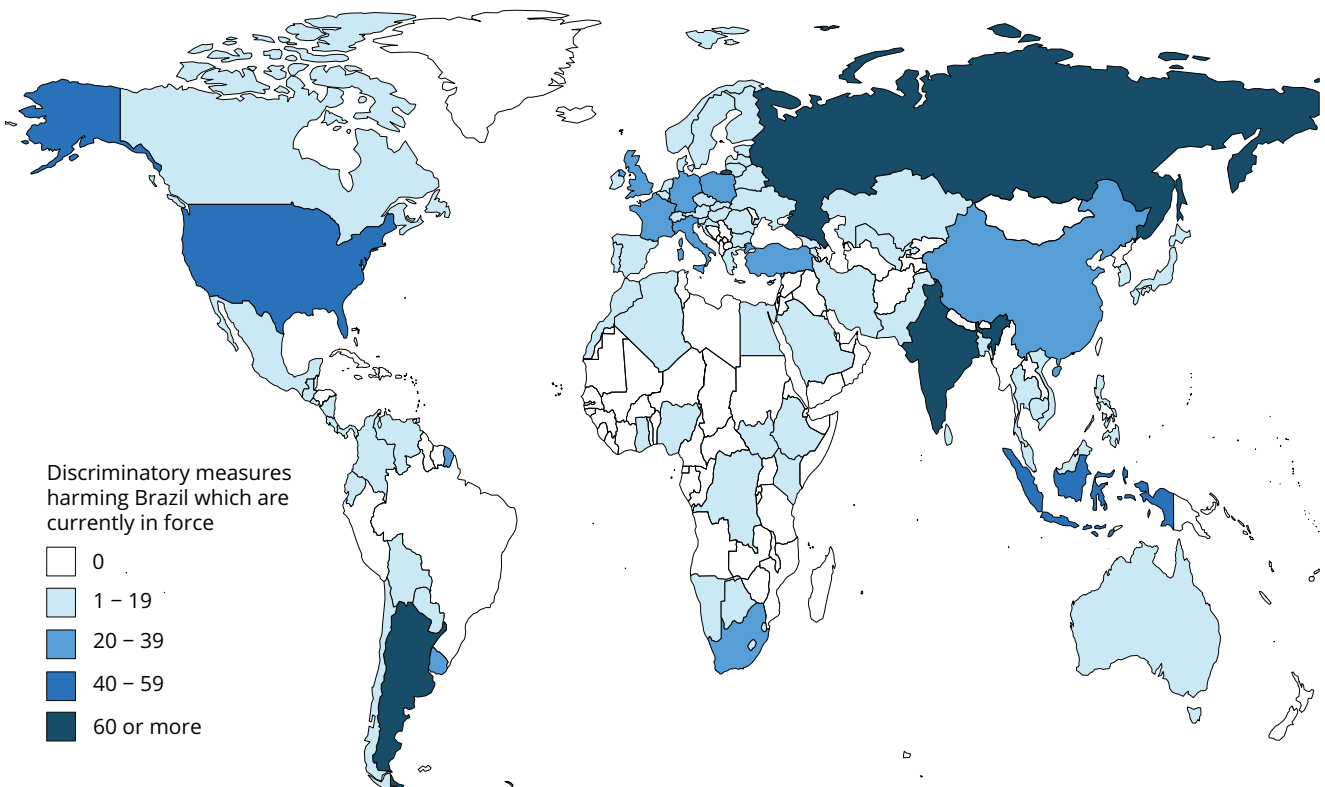 Discriminatory measures
harming Brazil which are
currently in force
0
1 – 19
20 – 39
40 – 59
60 or more